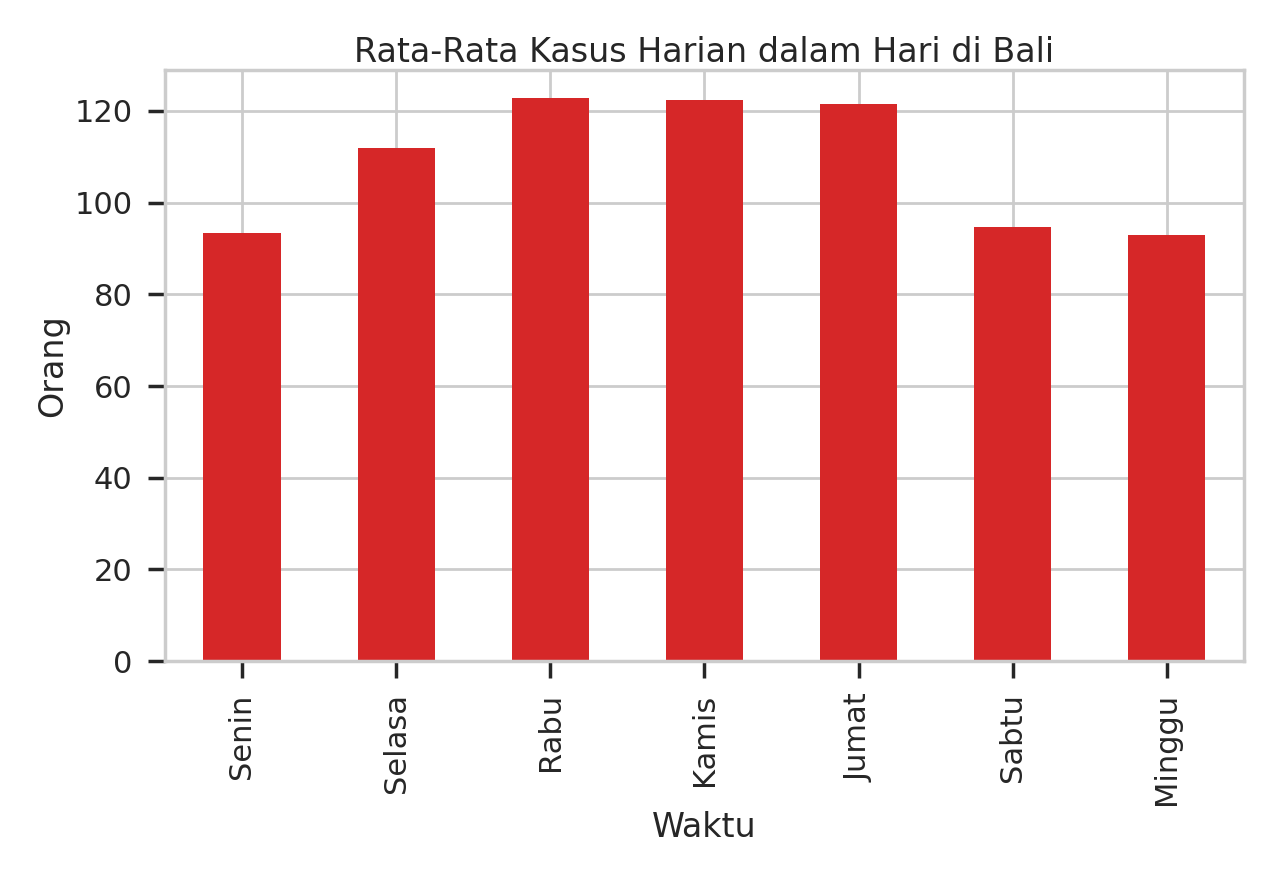 Rata-Rata Kasus Harian dalam Hari di Bali
Orang
120
100
80
60
40
20
0
Senin
Selasa
Rabu
Kamis
Jumat
Sabtu
Minggu
Waktu